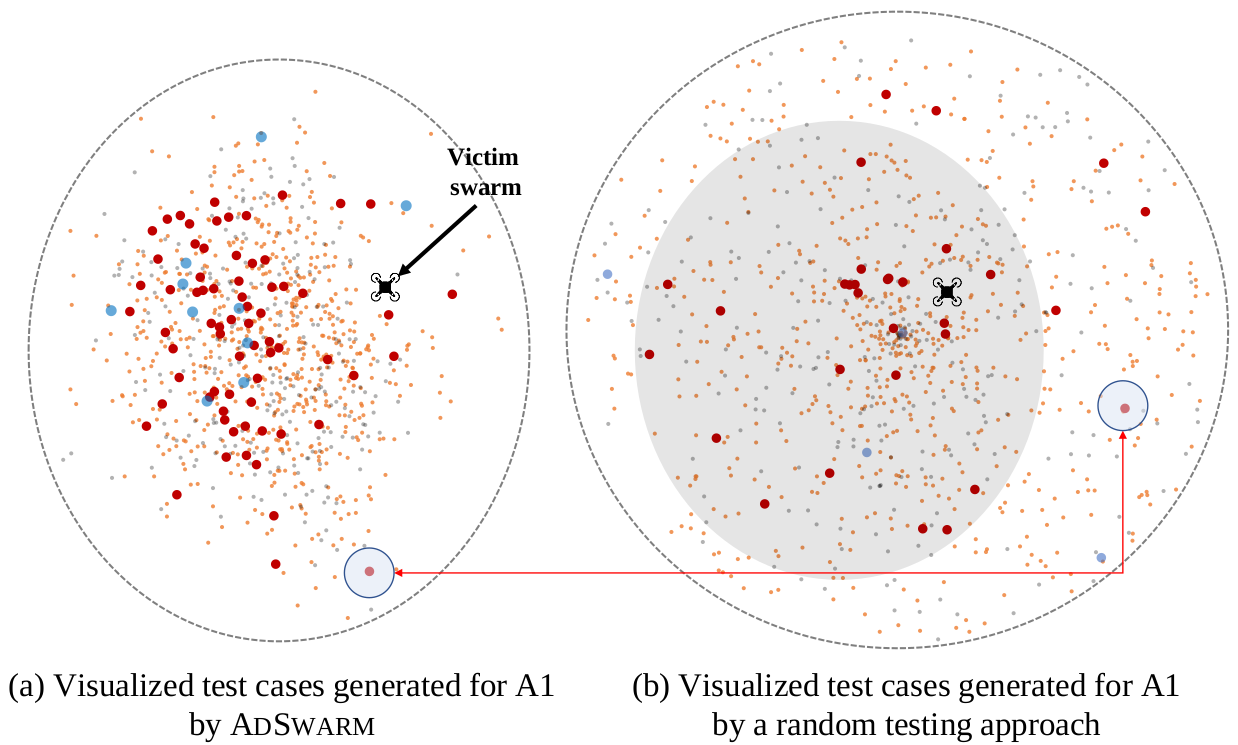 Victim
swarm
(a) Visualized test cases generated for A1
by ADSWARM
(b) Visualized test cases generated for A1
by a random testing approach